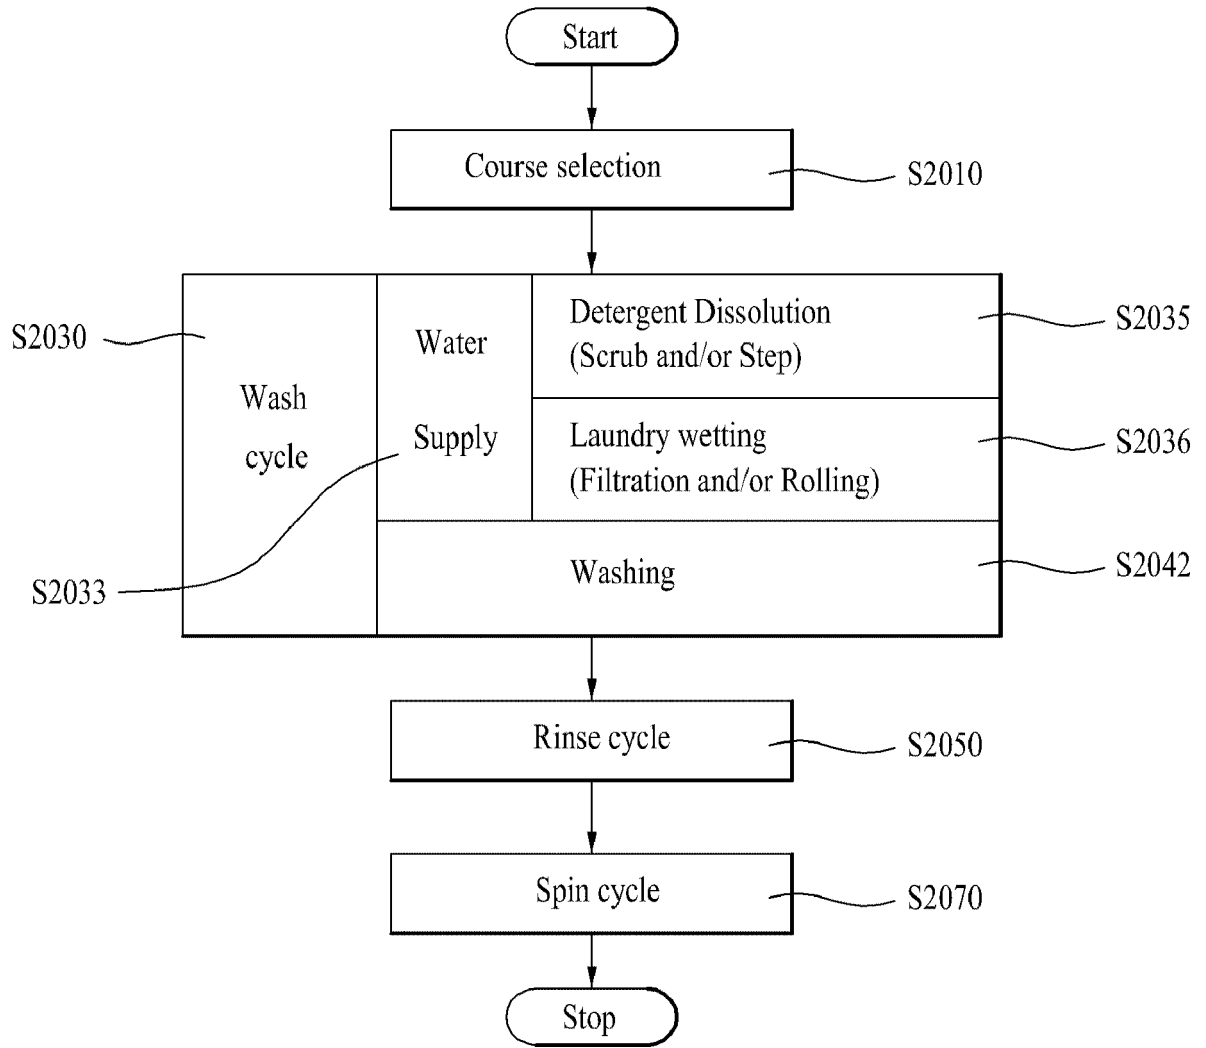 Start
Course selection
S2010
S2030
Wash
cycle
Water
Supply
S2033
Detergent Dissolution
(Scrub and/or Step)
S2035
Laundry wetting
(Filtration and/or Rolling)
S2036
Washing
S2042
Rinse cycle
S2050
Spin cycle
S2070
Stop